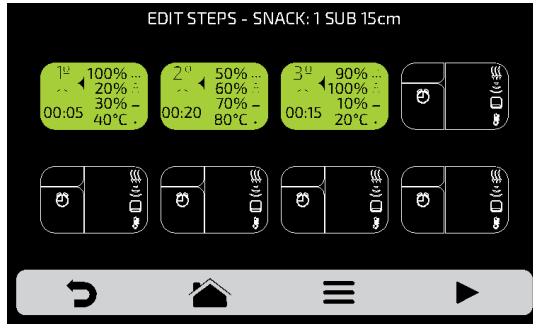 EDIT STEPS - SNACK: 1 SUB 15cm
1º 100%
20%
30%
00:05 40°C
2º 50%
60%
70%
00:20 80°C
3º 90%
100%
10%
00:15 20°C